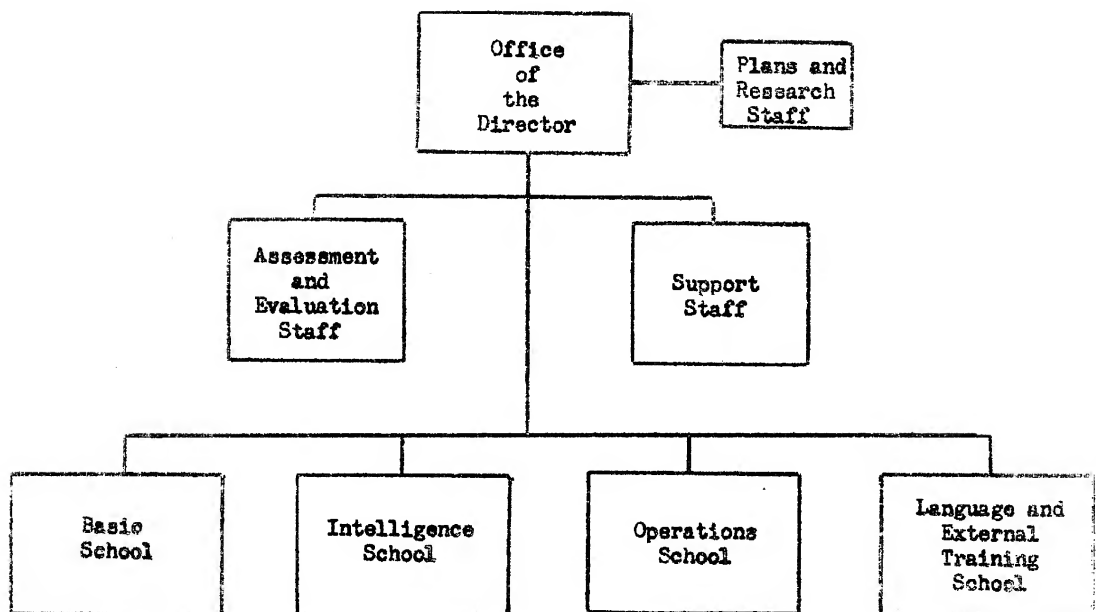 Office
of
the
Director
Plans and
Research
Staff
Assessment
and
Evaluation
Staff
Support
Staff
Basic
School
Intelligence
School
Operations
School
Language and
External
Training
School